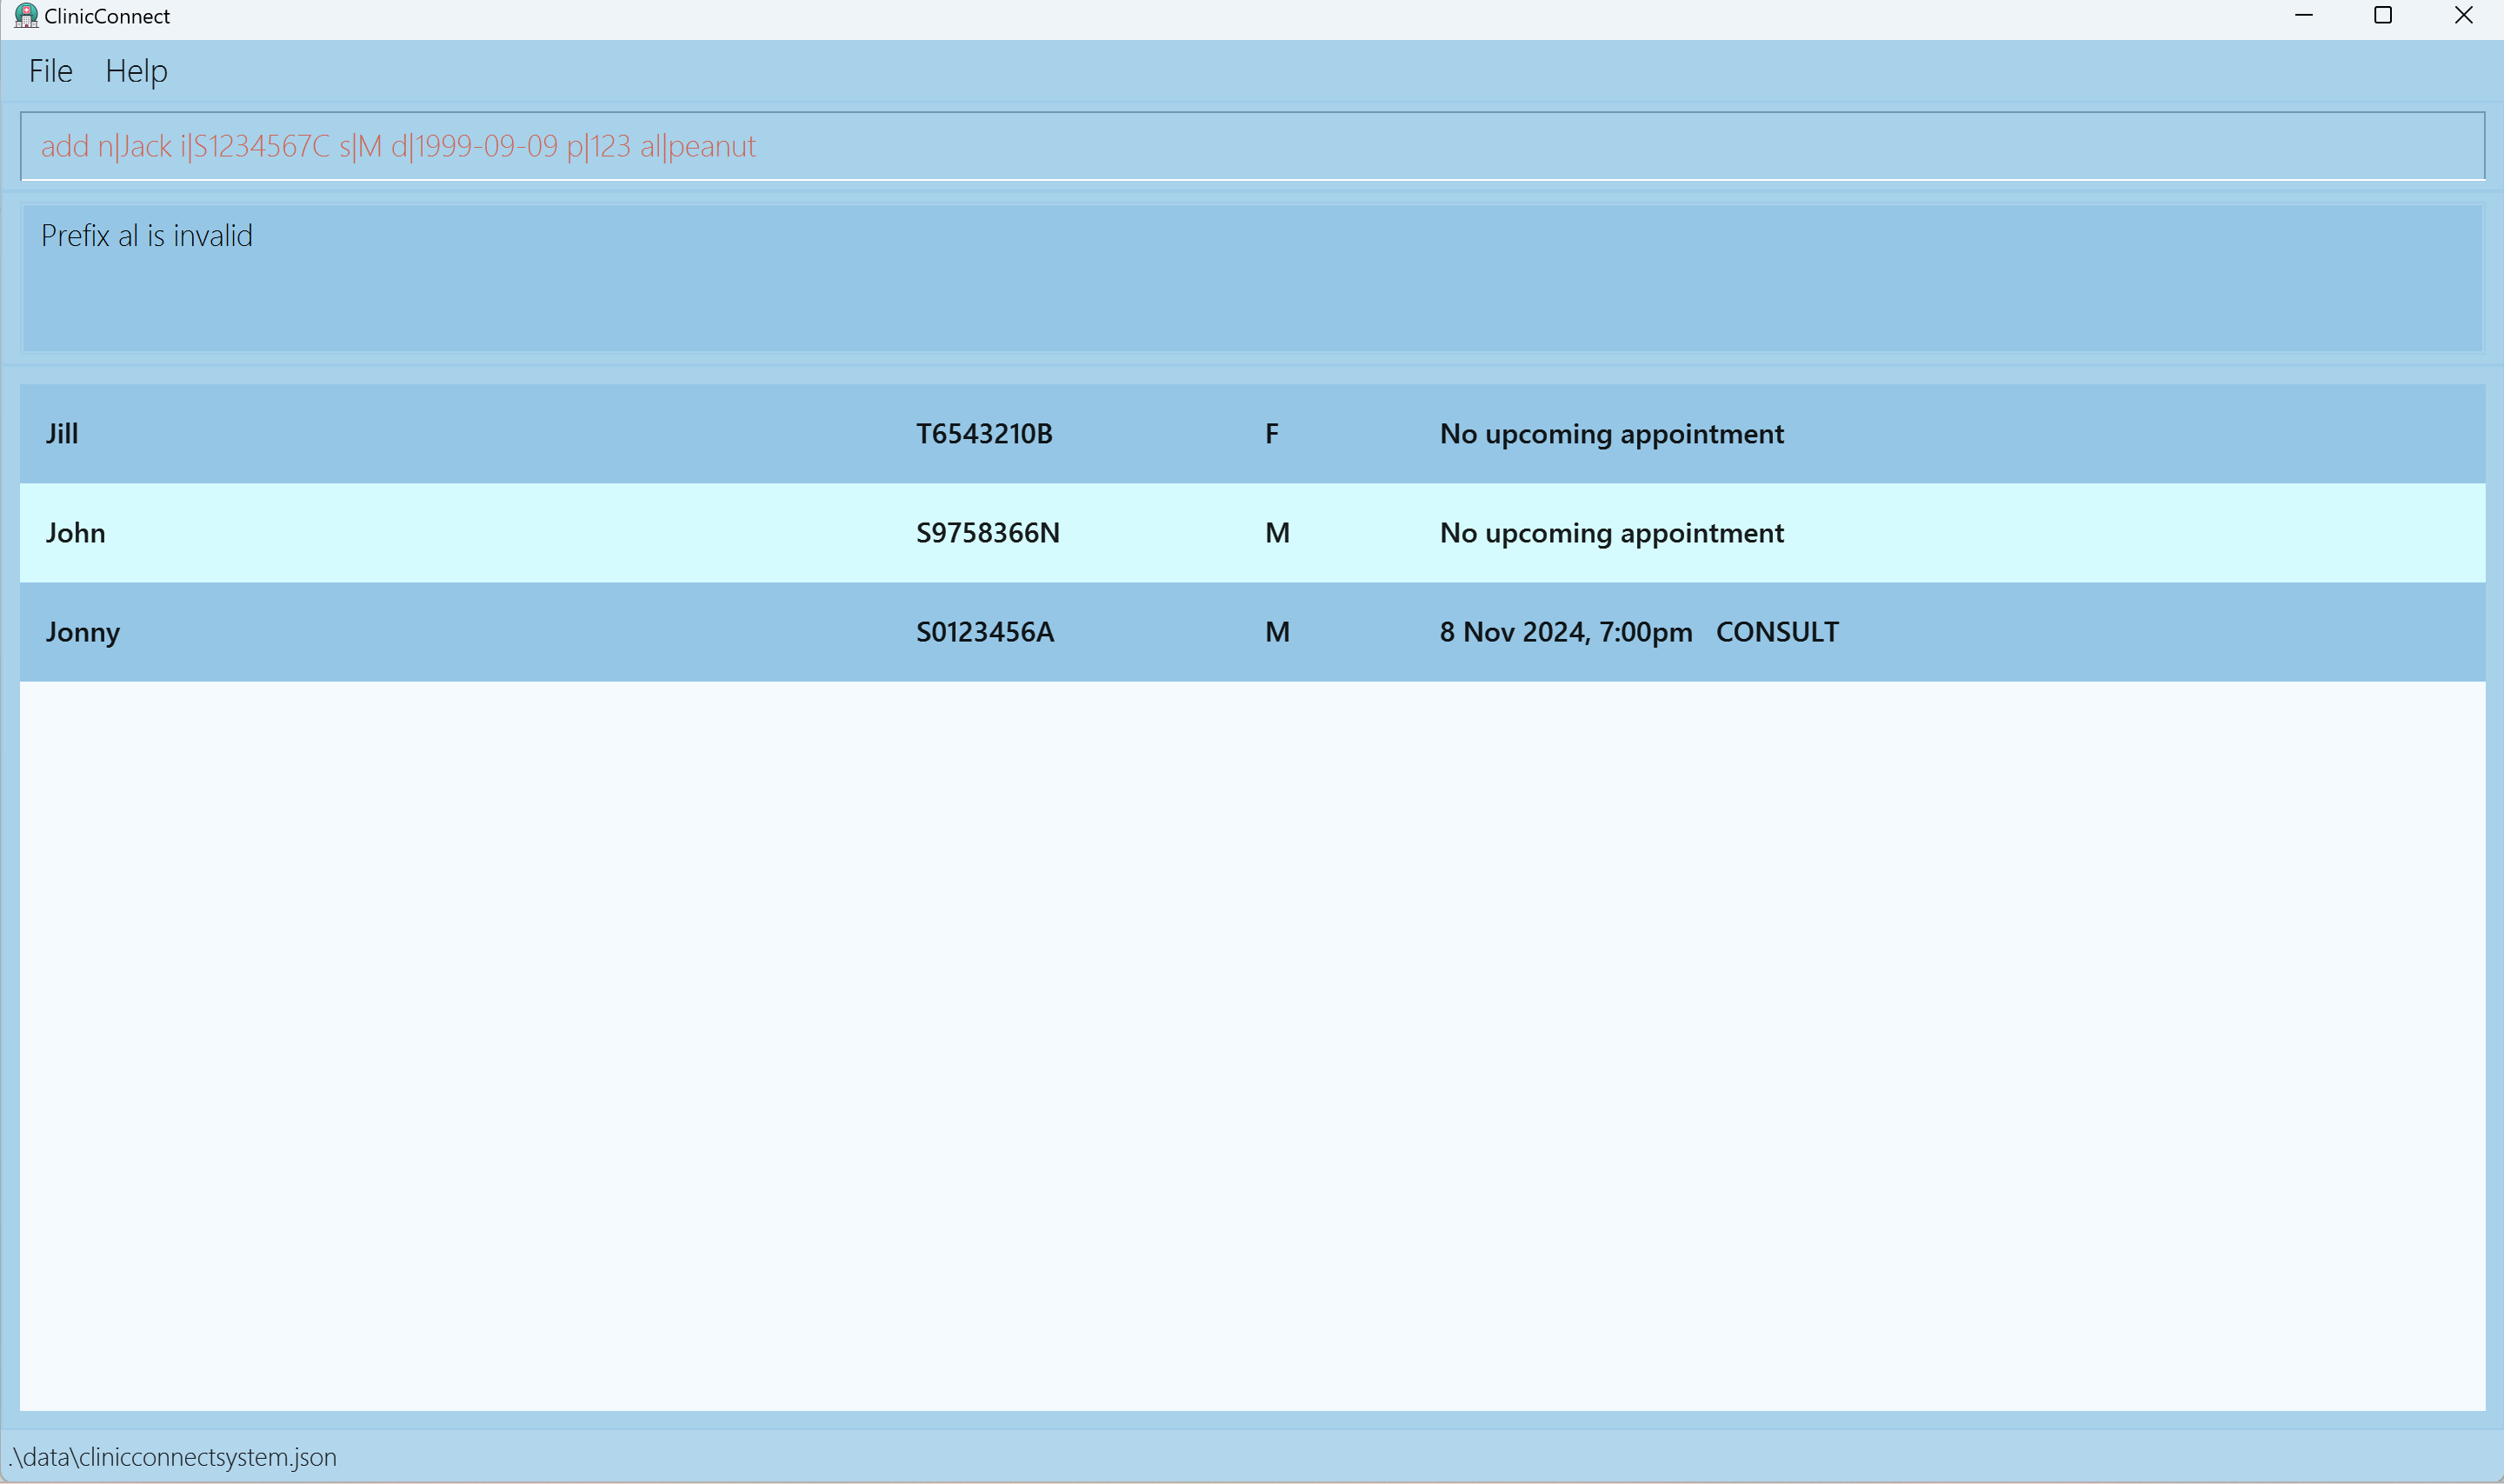 ClinicConnect
File Help
add n|Jack i|S1234567C s|M d|1999-09-09 p|123 al|peanut
Prefix al is invalid
Jill T6543210B F No upcoming appointment
John S9758366N M No upcoming appointment
Jonny S0123456A M 8 Nov 2024, 7:00pm CONSULT
.\data\clinicconnectsystem.json